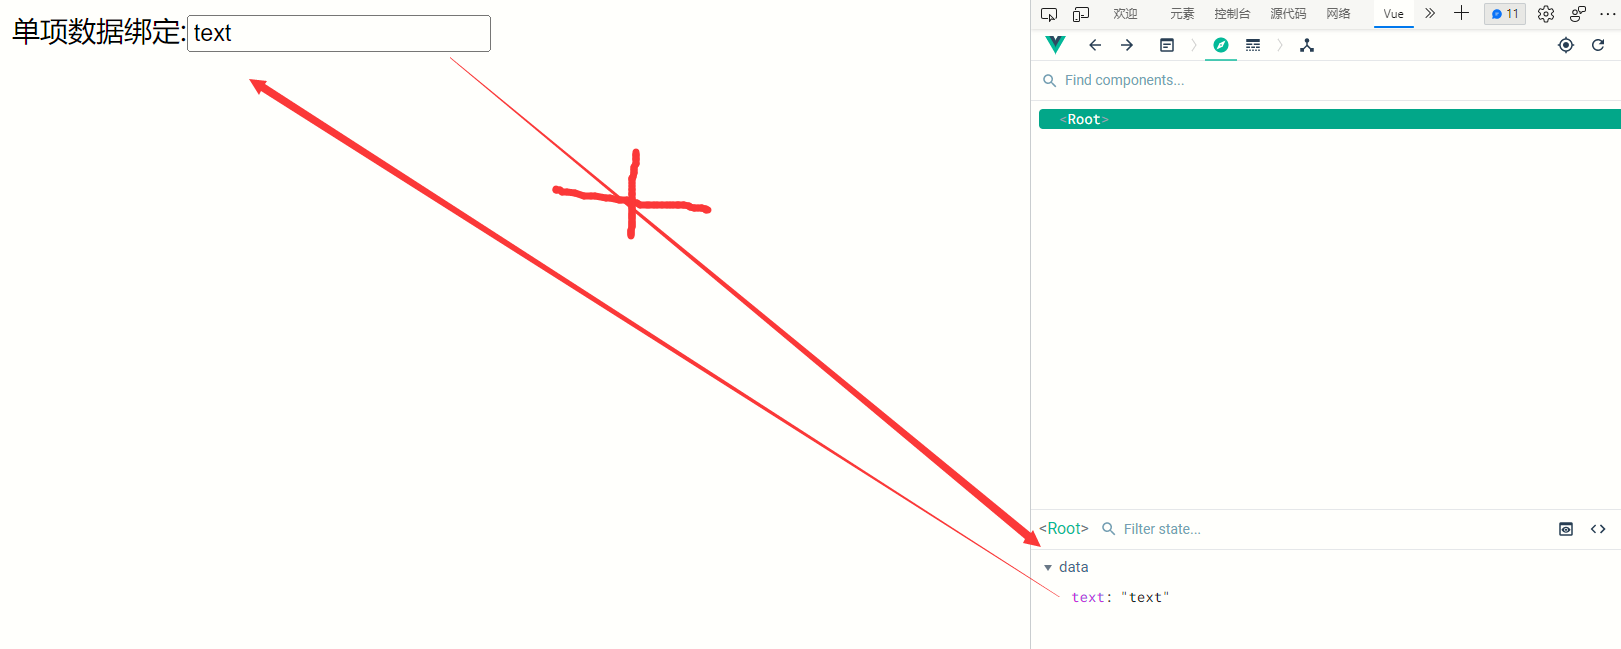 单项数据绑定:text
欢迎 元素 控制台 源代码 网络 Vue 11
Find components...
<Root>
<Root> Filter state...
data
text: "text"